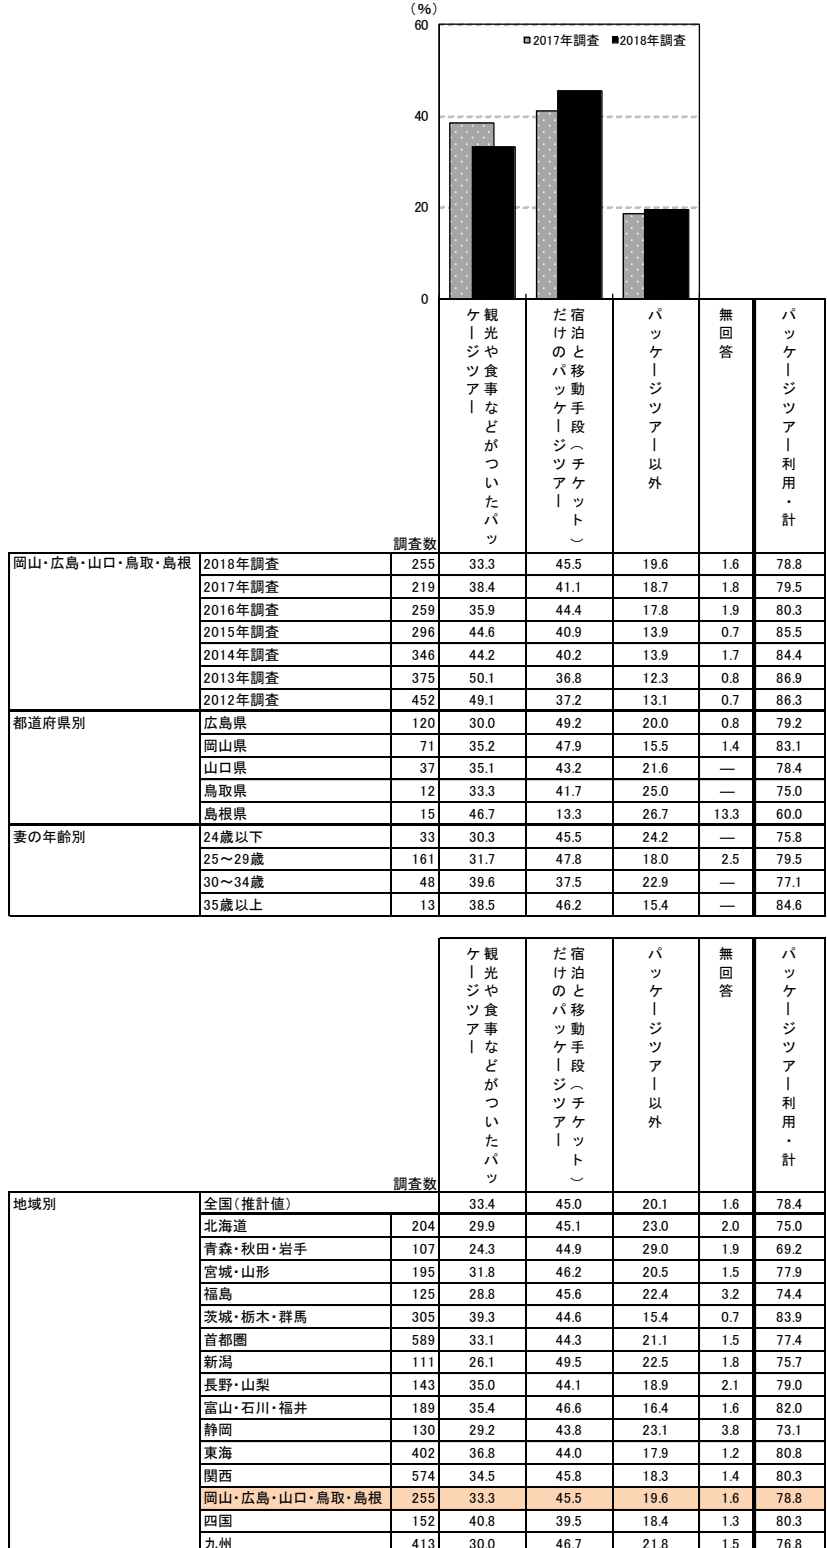 (%)
60
□2017年調査 ■2018年調査
40
20
0
観光や食事などがついたパッ
ケージツアー
宿泊と移動手段(チケット)
だけのパッケージツアー
パッケージツアー以外
無回答
パッケージツアー利用・計
調査数
岡山・広島・山口・鳥取・島根 2018年調査 255 33.3 45.5 19.6 1.6 78.8
2017年調査 219 38.4 41.1 18.7 1.8 79.5
2016年調査 259 35.9 44.4 17.8 1.9 80.3
2015年調査 296 44.6 40.9 13.9 0.7 85.5
2014年調査 346 44.2 40.2 13.9 1.7 84.4
2013年調査 375 50.1 36.8 12.3 0.8 86.9
2012年調査 452 49.1 37.2 13.1 0.7 86.3
都道府県別 広島県 120 30.0 49.2 20.0 0.8 79.2
岡山県 71 35.2 47.9 15.5 1.4 83.1
山口県 37 35.1 43.2 21.6 ― 78.4
鳥取県 12 33.3 41.7 25.0 ― 75.0
島根県 15 46.7 13.3 26.7 13.3 60.0
妻の年齢別 24歳以下 33 30.3 45.5 24.2 ― 75.8
25～29歳 161 31.7 47.8 18.0 2.5 79.5
30～34歳 48 39.6 37.5 22.9 ― 77.1
35歳以上 13 38.5 46.2 15.4 ― 84.6
観光や食事などがついたパッ
ケージツアー
宿泊と移動手段(チケット)
だけのパッケージツアー
パッケージツアー以外
無回答
パッケージツアー利用・計
調査数
地域別 全国(推計値) 33.4 45.0 20.1 1.6 78.4
北海道 204 29.9 45.1 23.0 2.0 75.0
青森・秋田・岩手 107 24.3 44.9 29.0 1.9 69.2
宮城・山形 195 31.8 46.2 20.5 1.5 77.9
福島 125 28.8 45.6 22.4 3.2 74.4
茨城・栃木・群馬 305 39.3 44.6 15.4 0.7 83.9
首都圏 589 33.1 44.3 21.1 1.5 77.4
新潟 111 26.1 49.5 22.5 1.8 75.7
長野・山梨 143 35.0 44.1 18.9 2.1 79.0
富山・石川・福井 189 35.4 46.6 16.4 1.6 82.0
静岡 130 29.2 43.8 23.1 3.8 73.1
東海 402 36.8 44.0 17.9 1.2 80.8
関西 574 34.5 45.8 18.3 1.4 80.3
岡山・広島・山口・鳥取・島根 255 33.3 45.5 19.6 1.6 78.8
四国 152 40.8 39.5 18.4 1.3 80.3
九州 413 30.0 46.7 21.8 1.5 76.8